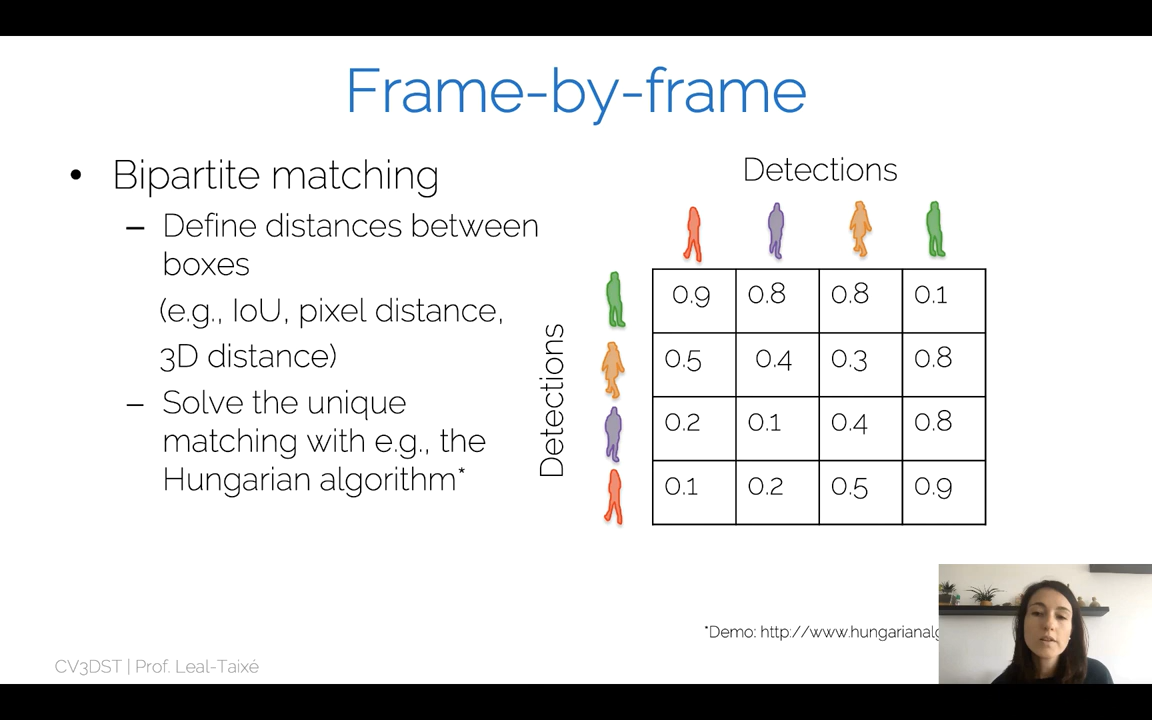 Frame-by-frame
• Bipartite matching
– Define distances between
boxes
(e.g., IoU, pixel distance,
3D distance)
– Solve the unique
matching with e.g., the
Hungarian algorithm*
Detections
Detections
0.9 0.8 0.8 0.1
0.5 0.4 0.3 0.8
0.2 0.1 0.4 0.8
0.1 0.2 0.5 0.9
*Demo: http://www.hungarianalg
CV3DST | Prof. Leal-Taixé